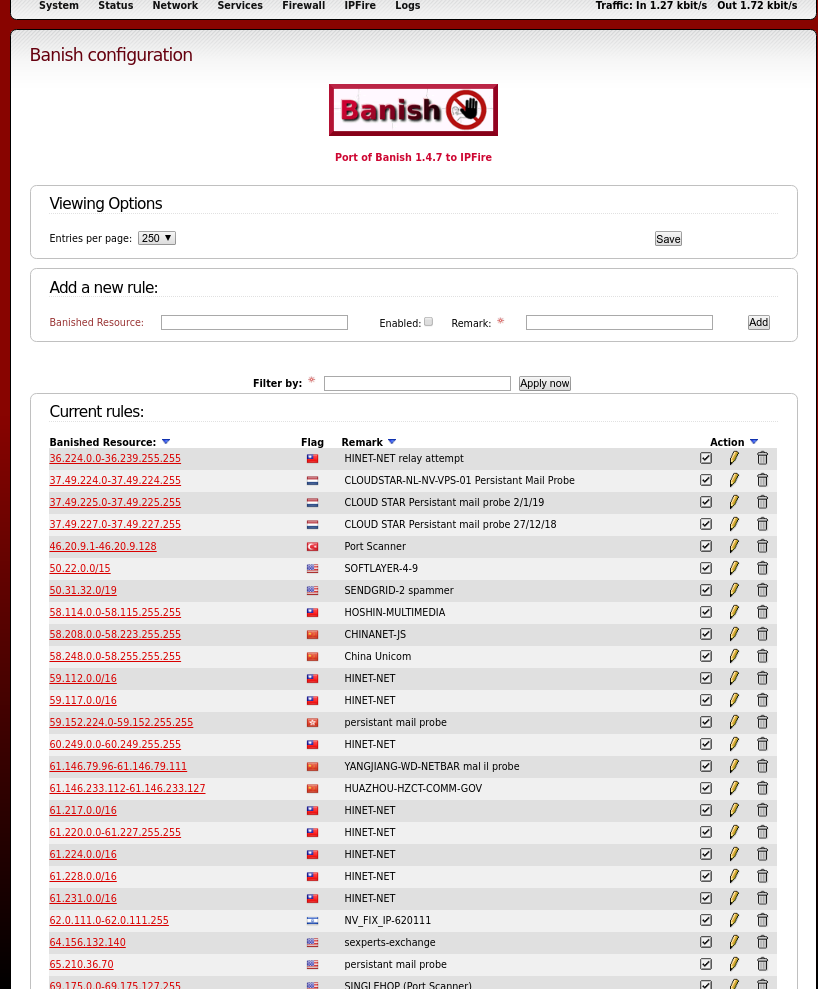 System Status Network Services Firewall IPFire Logs Traffic: In 1.27 kbit/s Out 1.72 kbit/s
Banish configuration
Banish
Port of Banish 1.4.7 to IPFire
Viewing Options
Entries per page: 250 Save
Add a new rule:
Banished Resource: Enabled: Remark: Add
Filter by: Apply now
Current rules:
Banished Resource: Flag Remark Action
36.224.0.0-36.239.255.255 HINET-NET relay attempt
37.49.224.0-37.49.224.255 CLOUDSTAR-NL-NV-VPS-01 Persistant Mail Probe
37.49.225.0-37.49.225.255 CLOUD STAR Persistant mail probe 2/1/19
37.49.227.0-37.49.227.255 CLOUD STAR Persistant mail probe 27/12/18
46.20.9.1-46.20.9.128 Port Scanner
50.22.0.0/15 SOFTLAYER-4-9
50.31.32.0/19 SENDGRID-2 spammer
58.114.0.0-58.115.255.255 HOSHIN-MULTIMEDIA
58.208.0.0-58.223.255.255 CHINANET-JS
58.248.0.0-58.255.255.255 China Unicom
59.112.0.0/16 HINET-NET
59.117.0.0/16 HINET-NET
59.152.224.0-59.152.255.255 persistant mail probe
60.249.0.0-60.249.255.255 HINET-NET
61.146.79.96-61.146.79.111 YANGJIANG-WD-NETBAR mal il probe
61.146.233.112-61.146.233.127 HUAZHOU-HZCT-COMM-GOV
61.217.0.0/16 HINET-NET
61.220.0.0-61.227.255.255 HINET-NET
61.224.0.0/16 HINET-NET
61.228.0.0/16 HINET-NET
61.231.0.0/16 HINET-NET
62.0.111.0-62.0.111.255 NV_FIX_IP-620111
64.156.132.140 sexperts-exchange
65.210.36.70 persistant mail probe
69.175.0.0-69.175.127.255 SINGLEHOP (Port Scanner)